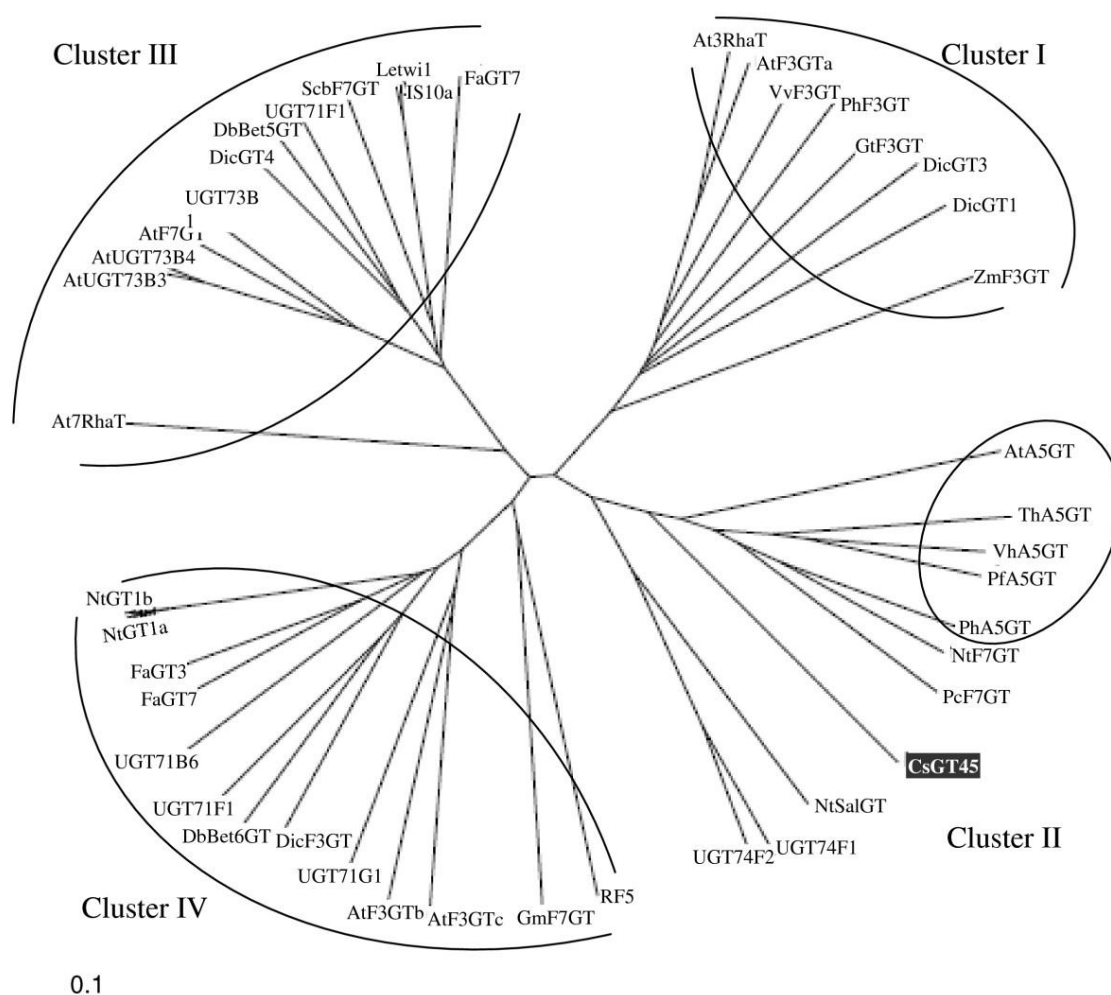 Cluster III
Cluster I
Letwi1
IS10a
FaGT7
ScbF7GT
UGT71F1
DbBet5GT
DicGT4
UGT73B
1
AtF7GT
AtUGT73B4
AtUGT73B3
At7RhaT
At3RhaT
AtF3GTa
VvF3GT
PhF3GT
GtF3GT
DicGT3
DicGT1
ZmF3GT
AtA5GT
ThA5GT
VhA5GT
PfA5GT
PhA5GT
NtF7GT
PcF7GT
CsGT45
NtSalGT
UGT74F1
UGT74F2
Cluster II
NtGT1b
NtGT1a
FaGT3
FaGT7
UGT71B6
UGT71F1
DbBet6GT
DicF3GT
UGT71G1
AtF3GTb
AtF3GTc
GmF7GT
RF5
Cluster IV
0.1